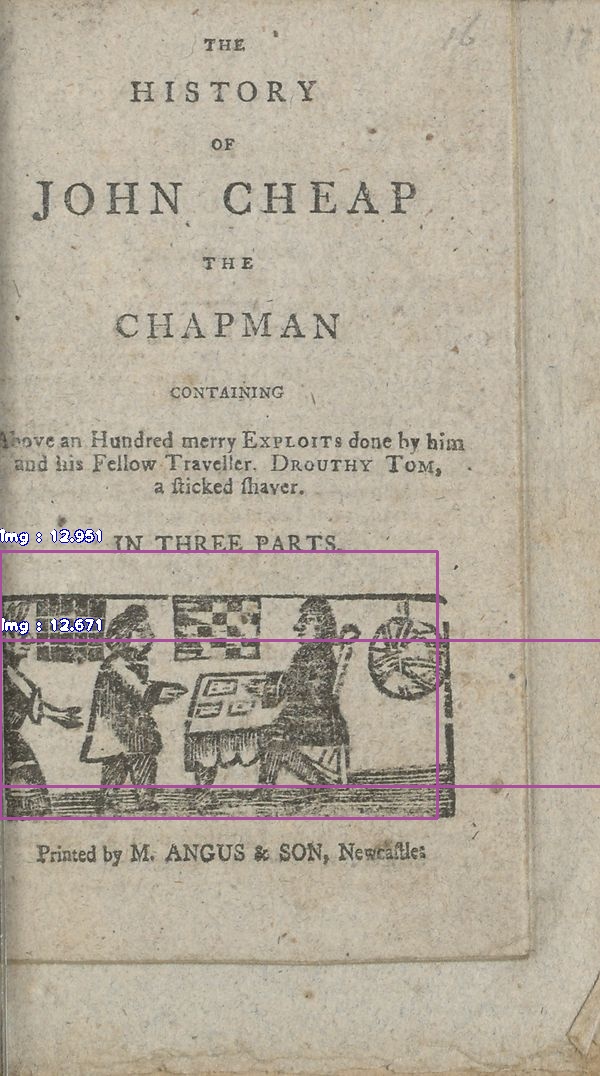 16
17
THE
HISTORY
OF
JOHN CHEAP
THE
CHAPMAN
CONTAINING
Above an Hundred merry EXPLOITS done by him
and his Fellow Traveller. DROUTHY TOM,
a ſticked ſhaver.
Img : 12.951
IN THREE PARTS.
Img : 12.671
Printed by M. ANGUS & SON, Newcaſtle: